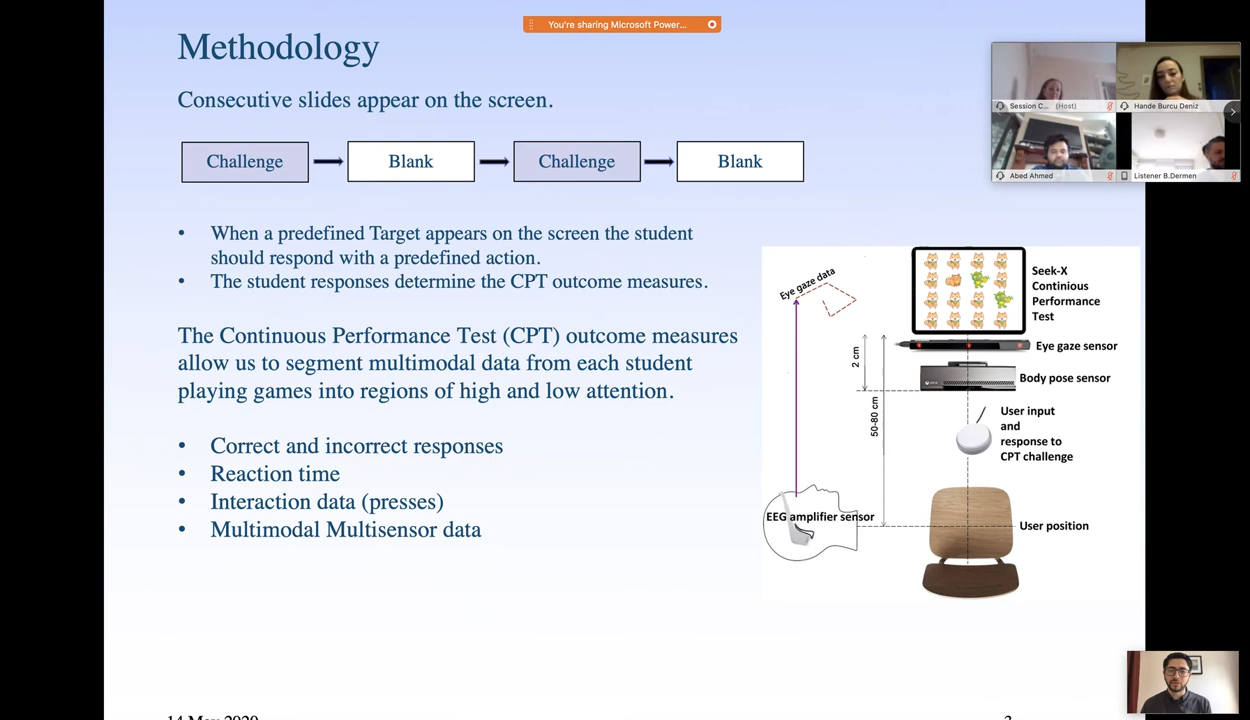 You're sharing Microsoft Power...
Methodology
Consecutive slides appear on the screen.
Challenge
Blank
Challenge
Blank
• When a predefined Target appears on the screen the student
should respond with a predefined action.
• The student responses determine the CPT outcome measures.
The Continuous Performance Test (CPT) outcome measures
allow us to segment multimodal data from each student
playing games into regions of high and low attention.
• Correct and incorrect responses
• Reaction time
• Interaction data (presses)
• Multimodal Multisensor data
Session C... (Host)
Hande Burcu Deniz
Abed Ahmed
Listener B.Dermen
Eye gaze data
Seek-X
Continious
Performance
Test
Eye gaze sensor
2 cm
Body pose sensor
50-80 cm
User input
and
response to
CPT challenge
EEG amplifier sensor
User position
14 May 2020
3